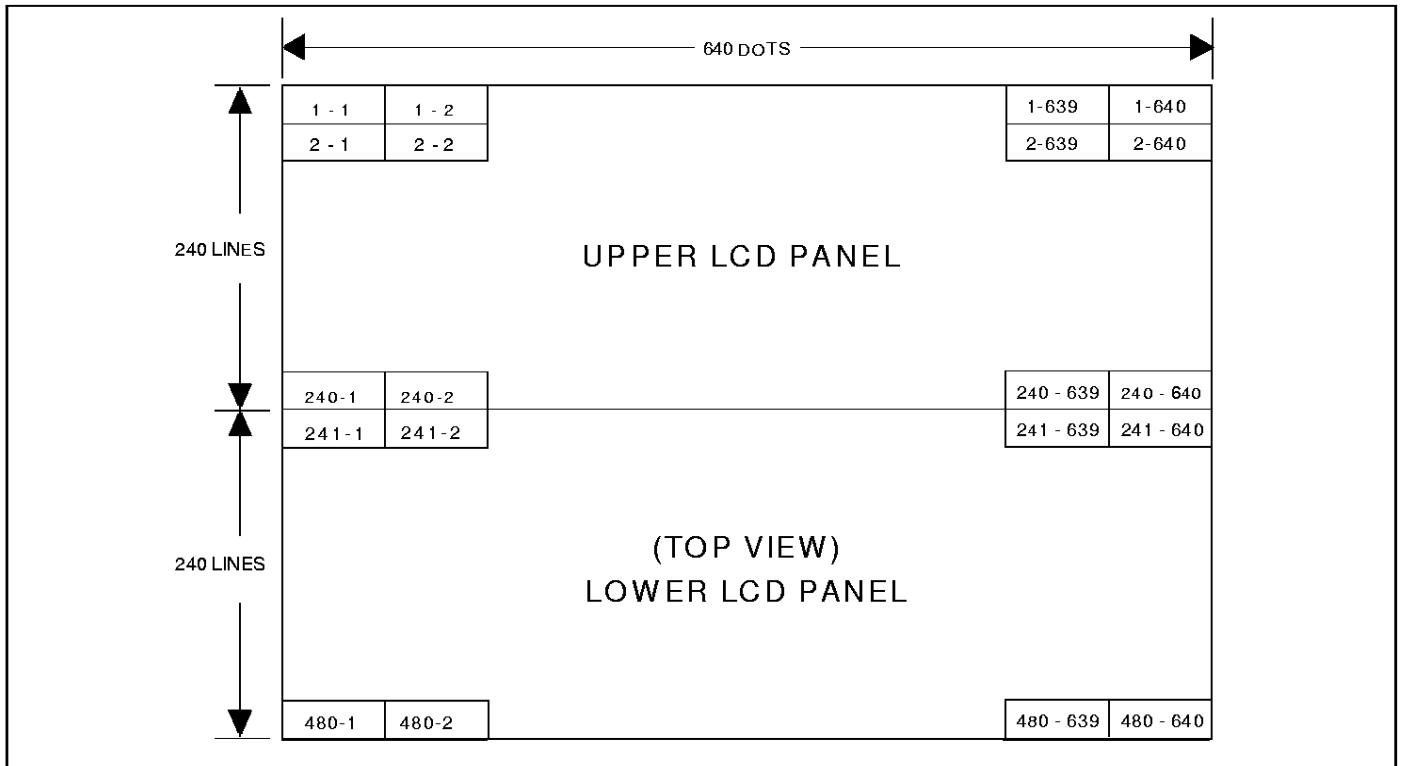 640 DOTS
1 - 1 1 - 2 1-639 1-640
2 - 1 2 - 2 2-639 2-640
240 LINES
UPPER LCD PANEL
240-1 240-2 240 - 639 240 - 640
241-1 241-2 241 - 639 241 - 640
(TOP VIEW)
240 LINES
LOWER LCD PANEL
480-1 480-2 480 - 639 480 - 640